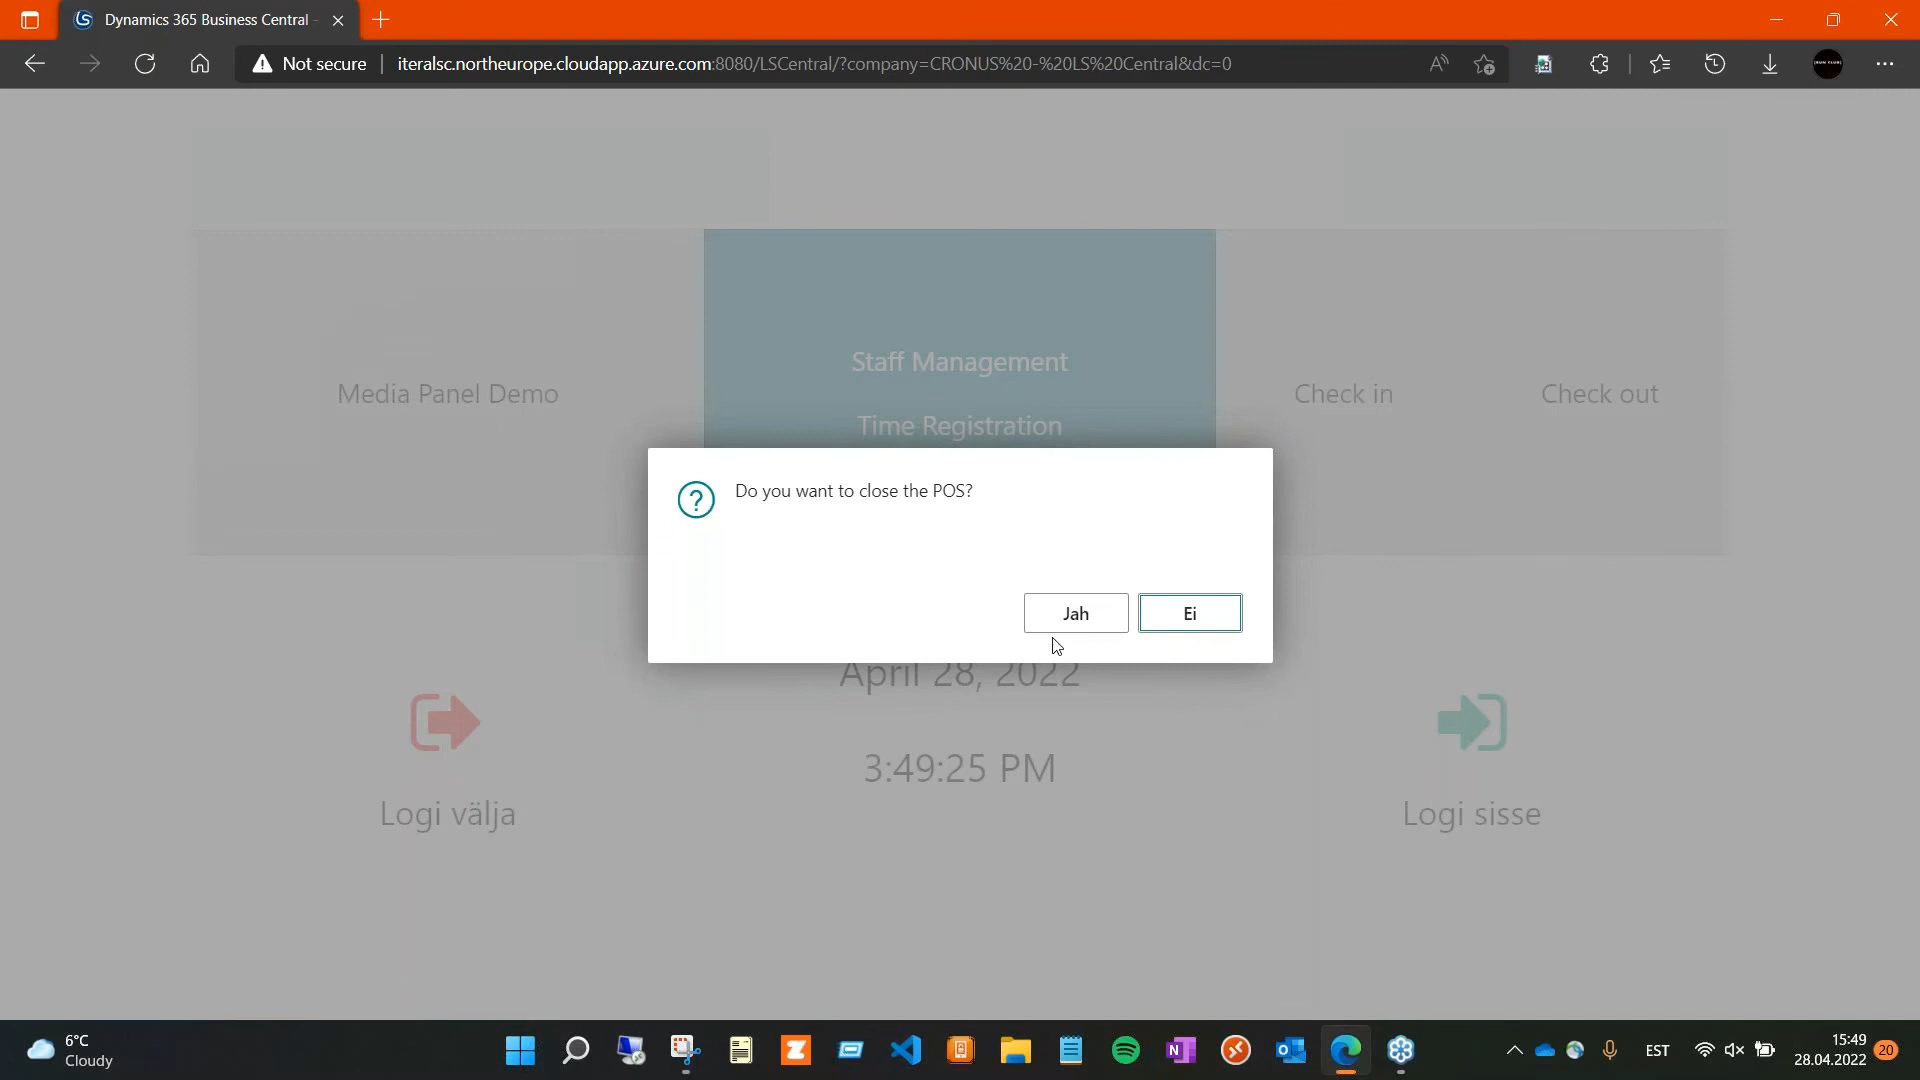 Dynamics 365 Business Central -
Not secure
iteralsc.northeurope.cloudapp.azure.com:8080/LSCentral/?company=CRONUS%20-%20LS%20Central&dc=0
Media Panel Demo
Staff Management
Time Registration
Check in
Check out
Do you want to close the POS?
Jah
Ei
April 28, 2022
3:49:25 PM
Logi välja
Logi sisse
6°C
Cloudy
EST
15:49
28.04.2022
20